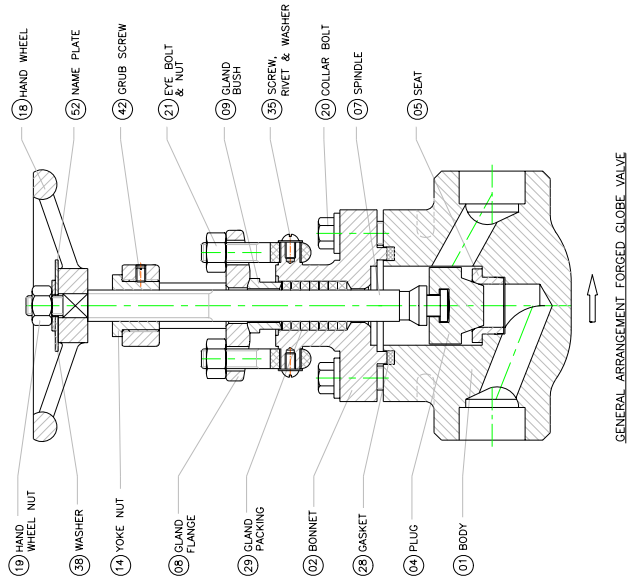 18 HAND WHEEL
52 NAME PLATE
42 GRUB SCREW
21 EYE BOLT
& NUT
09 GLAND
BUSH
35 SCREW,
RIVET & WASHER
20 COLLAR BOLT
07 SPINDLE
05 SEAT
19 HAND
WHEEL NUT
38 WASHER
14 YOKE NUT
08 GLAND
FLANGE
29 GLAND
PACKING
02 BONNET
28 GASKET
04 PLUG
01 BODY
GENERAL ARRANGEMENT FORGED GLOBE VALVE